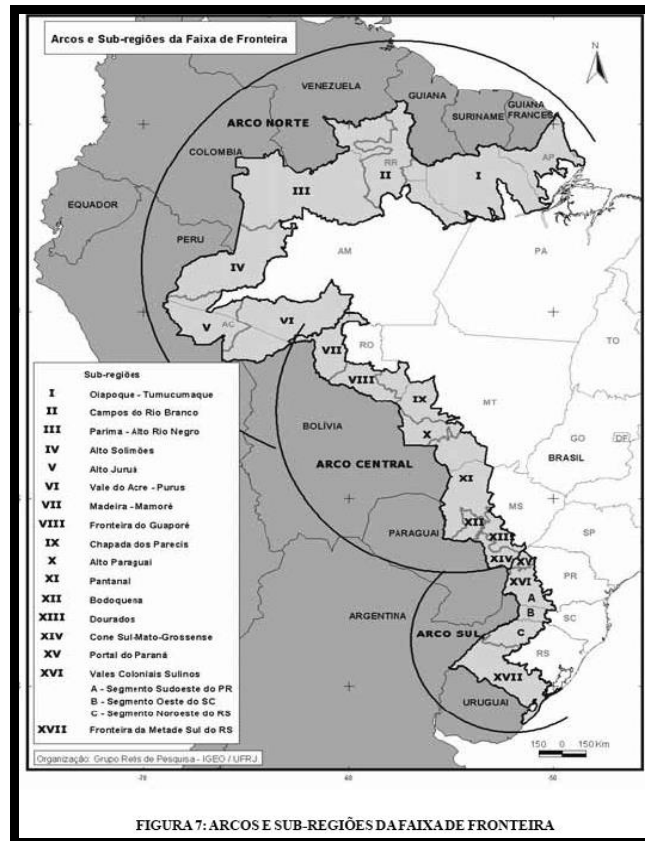 Arcos e Sub-regiões da Faixa de Fronteira
N
VENEZUELA
GUIANA
SURINAME
GUIANA
FRANCES
ARCO NORTE
COLOMBIA
RR
AP
II
I
III
EQUADOR
PERU
AM
PA
IV
V
AC
VI
RO
TO
VII
VIII
IX
MT
X
BOLÍVIA
GO
DF
BRASIL
ARCO CENTRAL
XI
MS
XII
XIII
SP
PARAGUAI
XIV
XV
XVI
PR
A
B
SC
ARGENTINA
C
ARCO SUL
RS
XVII
URUGUAI
Sub-regiões
I Oiapoque - Tumucumaque
II Campos do Rio Branco
III Parima - Alto Rio Negro
IV Alto Solimões
V Alto Juruá
VI Vale do Acre - Purus
VII Madeira - Mamoré
VIII Fronteira do Guaporé
IX Chapada dos Parecis
X Alto Paraguai
XI Pantanal
XII Bodoquena
XIII Dourados
XIV Cone Sul-Mato-Grossense
XV Portal do Paraná
XVI Vales Coloniais Sulinos
A - Segmento Sudoeste do PR
B - Segmento Oeste do SC
C - Segmento Noroeste do RS
XVII Fronteira da Metade Sul do RS
150 0 150 Km
Organização: Grupo Retis de Pesquisa - IGEO / UFRJ
-70 -60 -50
FIGURA 7: ARCOS E SUB-REGIÕES DA FAIXA DE FRONTEIRA